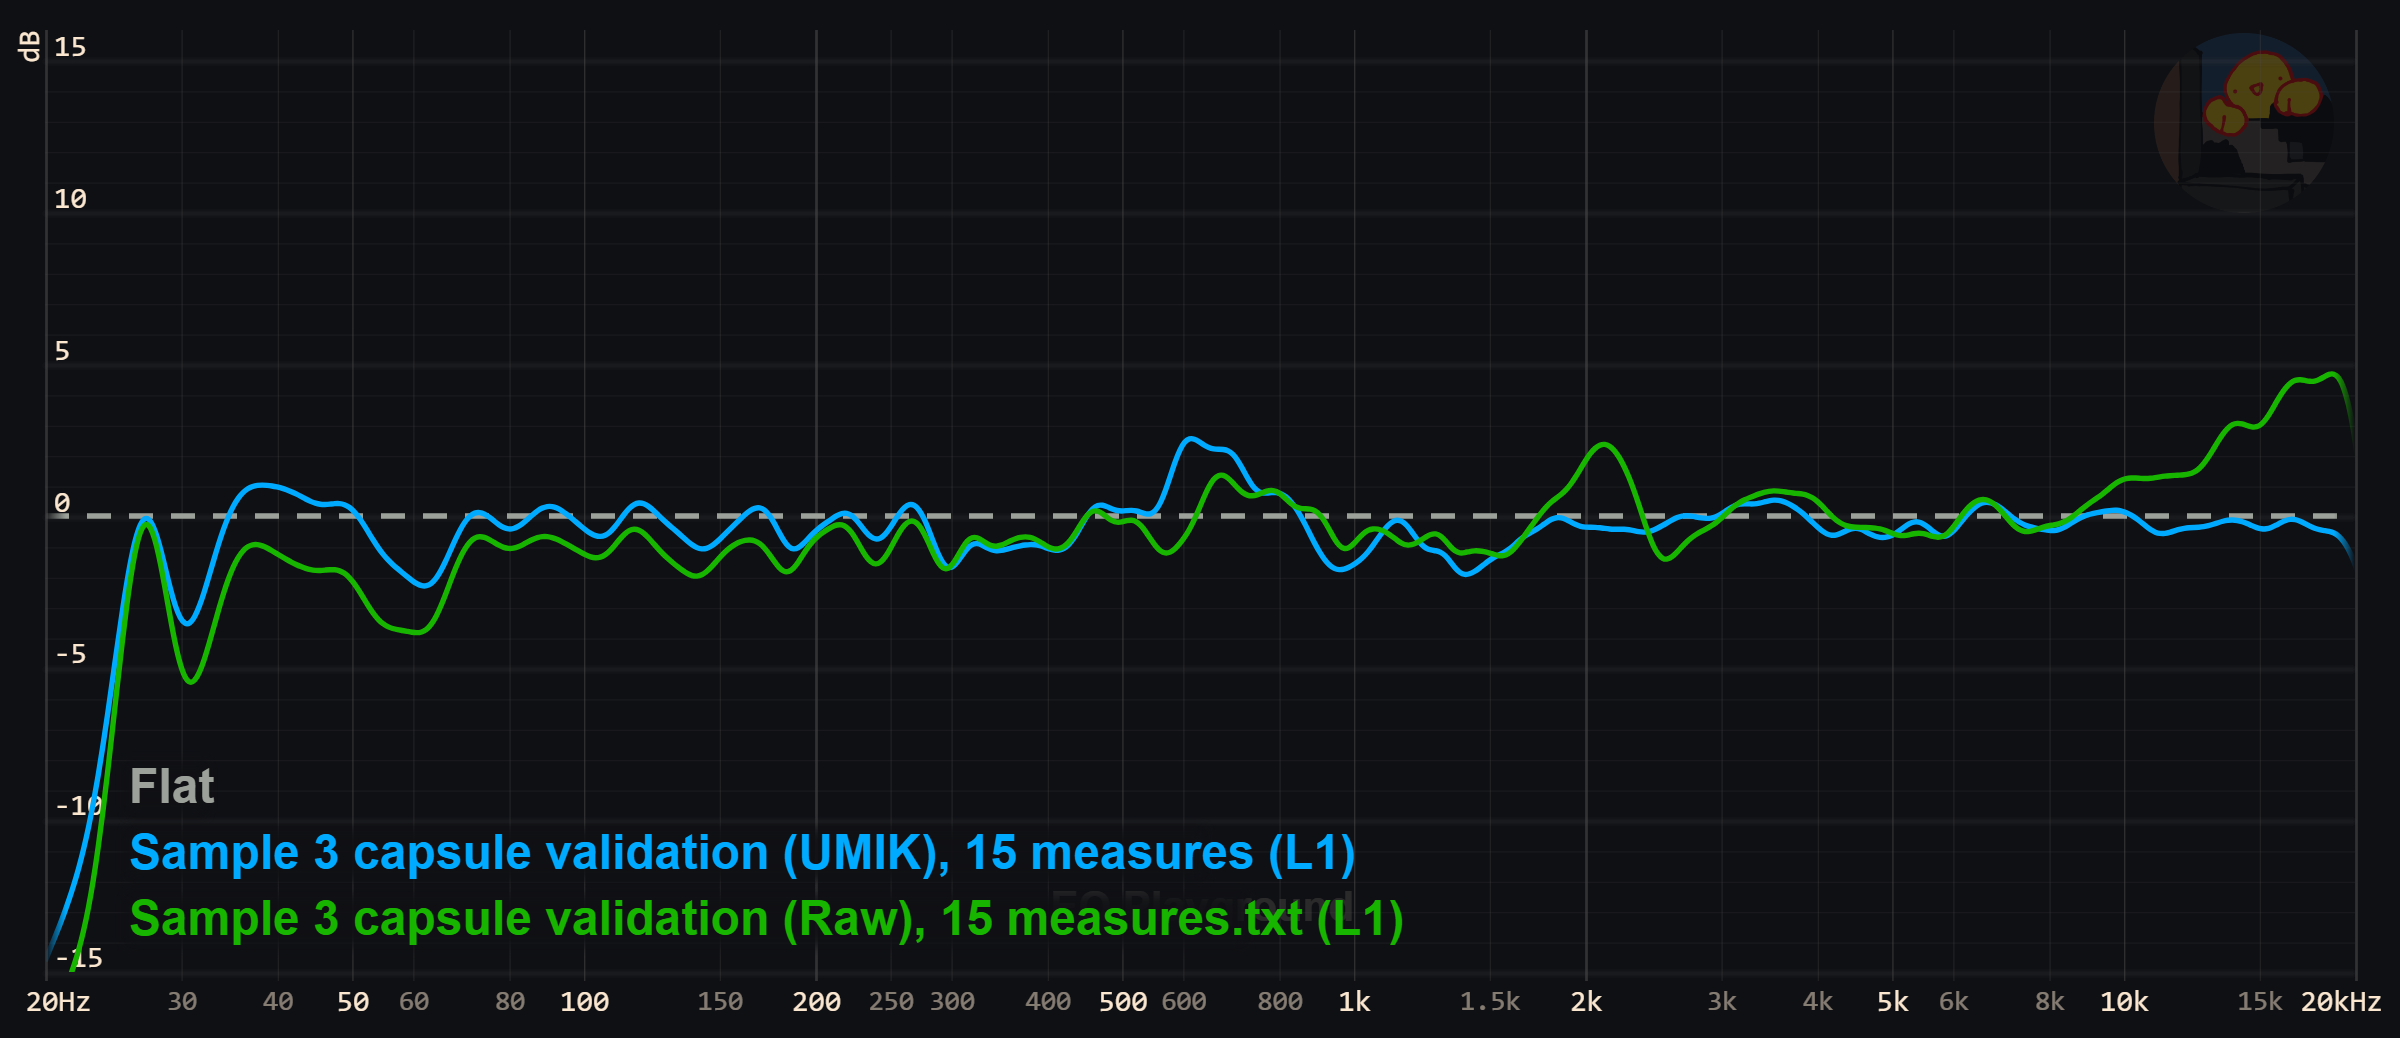 dB
15
10
5
0
-5
-10
-15
Flat
Sample 3 capsule validation (UMIK), 15 measures (L1)
EQ Playground
Sample 3 capsule validation (Raw), 15 measures.txt (L1)
20Hz 30 40 50 60 80 100 150 200 250 300 400 500 600 800 1k 1.5k 2k 3k 4k 5k 6k 8k 10k 15k 20kHz